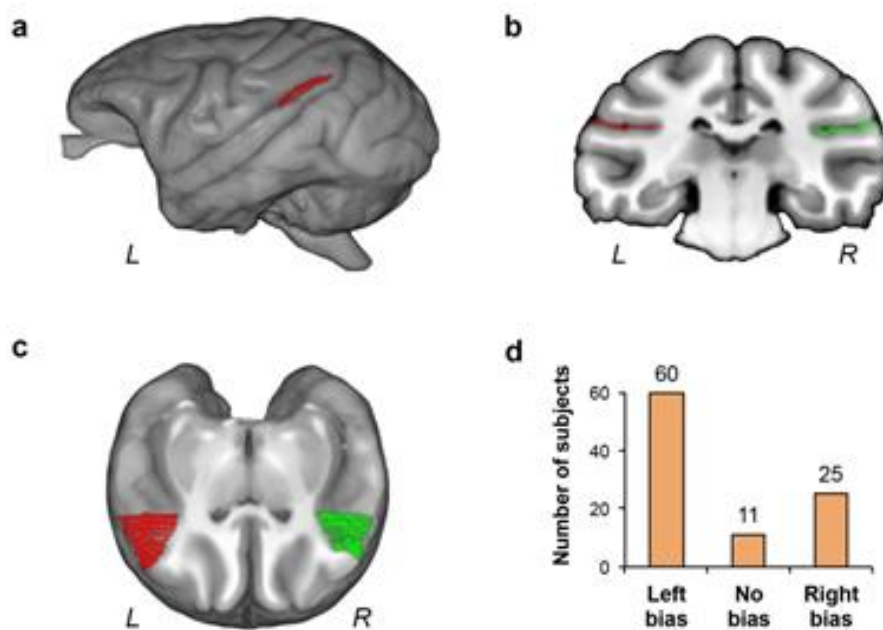 a
b
L
L
R
c
d
L
R
Number of subjects
60
40
20
0
60
11
25
Left bias
No bias
Right bias